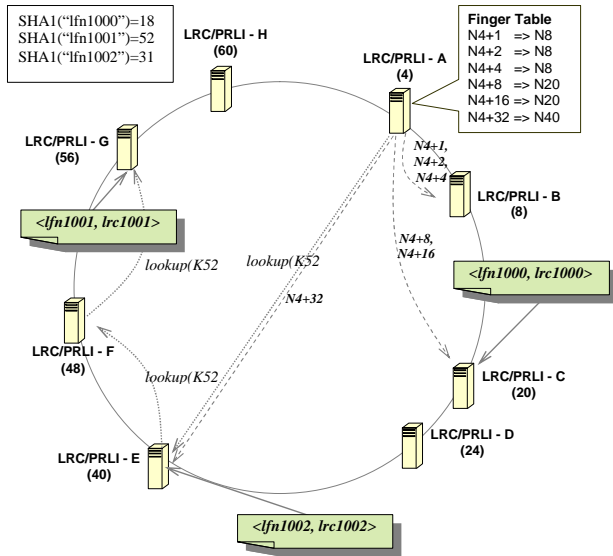 SHA1("lfn1000")=18
SHA1("lfn1001")=52
SHA1("lfn1002")=31
LRC/PRLI - H
(60)
LRC/PRLI - A
(4)
Finger Table
N4+1 => N8
N4+2 => N8
N4+4 => N8
N4+8 => N20
N4+16 => N20
N4+32 => N40
LRC/PRLI - G
(56)
N4+1,
N4+2,
N4+4
LRC/PRLI - B
(8)
<lfn1001, lrc1001>
N4+8,
N4+16
lookup(K52
lookup(K52
<lfn1000, lrc1000>
N4+32
LRC/PRLI - F
(48)
lookup(K52
LRC/PRLI - C
(20)
LRC/PRLI - D
(24)
LRC/PRLI - E
(40)
<lfn1002, lrc1002>